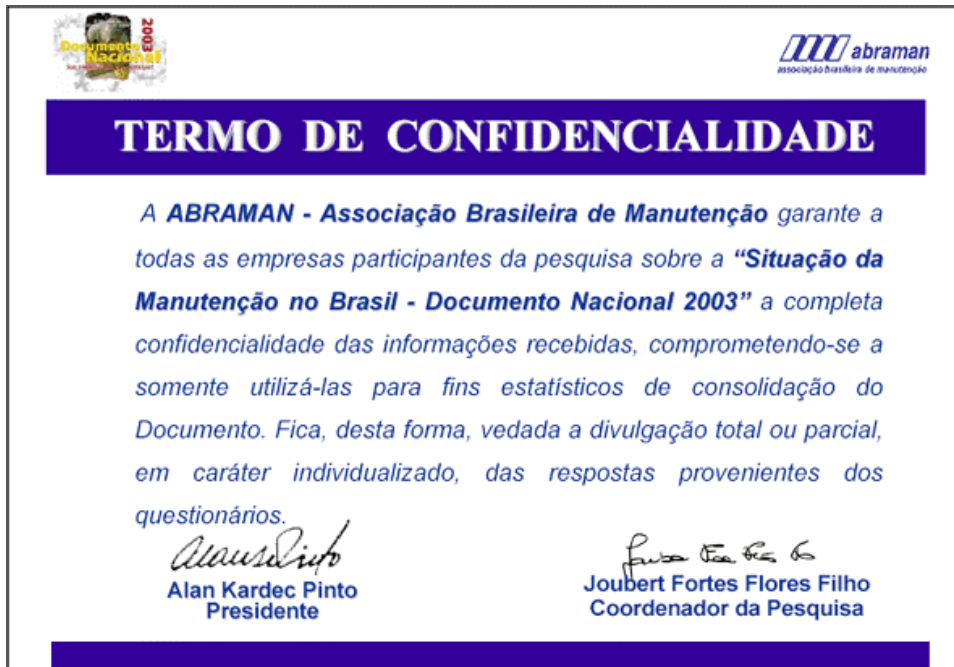 Documento
Nacional
2003
abraman
associação brasileira de manutenção
TERMO DE CONFIDENCIALIDADE
A ABRAMAN - Associação Brasileira de Manutenção garante a
todas as empresas participantes da pesquisa sobre a “Situação da
Manutenção no Brasil - Documento Nacional 2003” a completa
confidencialidade das informações recebidas, comprometendo-se a
somente utilizá-las para fins estatísticos de consolidação do
Documento. Fica, desta forma, vedada a divulgação total ou parcial,
em caráter individualizado, das respostas provenientes dos
questionários.
Alan Kardec Pinto
Presidente
Joubert Fortes Flores Filho
Coordenador da Pesquisa